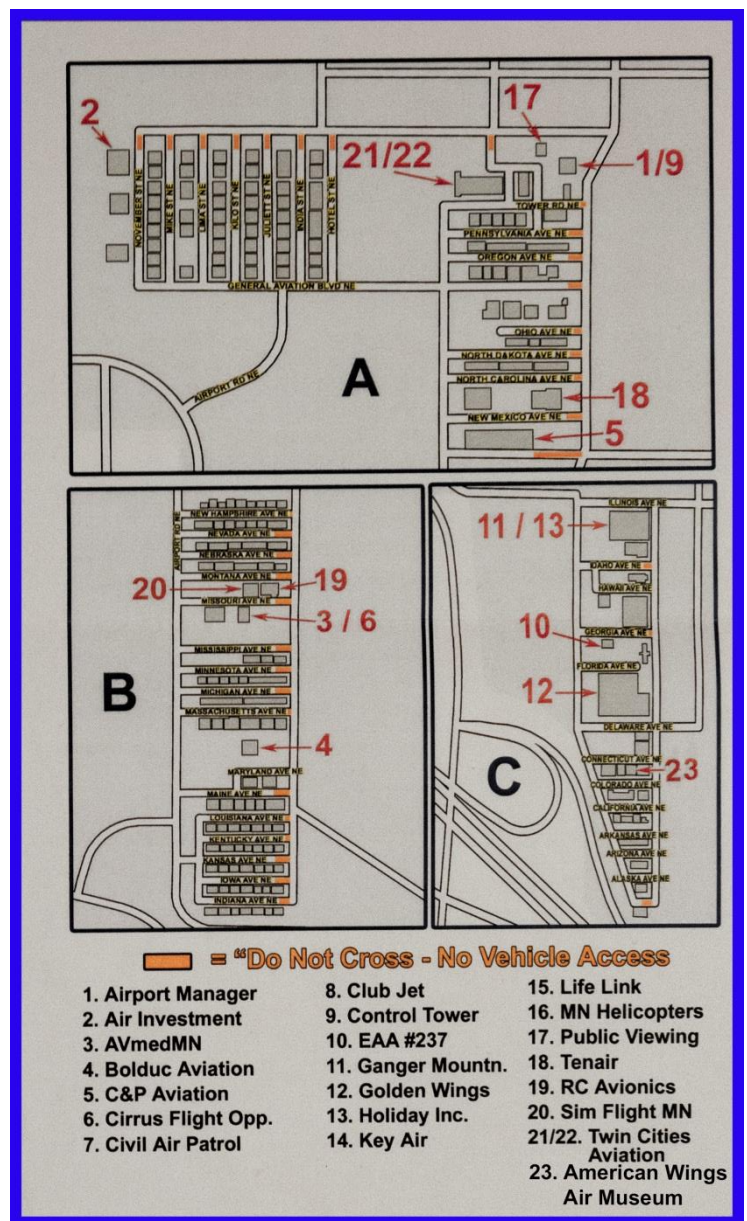 2
17
21/22
1/9
NOVEMBER ST NE
MIKE ST NE
LIMA ST NE
KILO ST NE
JULIETT ST NE
INDIA ST NE
HOTEL ST NE
TOWER RD NE
PENNSYLVANIA AVE NE
OREGON AVE NE
GENERAL AVIATION BLVD NE
OHIO AVE NE
NORTH DAKOTA AVE NE
NORTH CAROLINA AVE NE
AIRPORT RD NE
A
18
NEW MEXICO AVE NE
5
NEW HAMPSHIRE AVE NE
NEVADA AVE NE
AIRPORT RD NE
NEBRASKA AVE NE
MONTANA AVE NE
20
19
MISSOURI AVE NE
3 / 6
MISSISSIPPI AVE NE
MINNESOTA AVE NE
B
MICHIGAN AVE NE
MASSACHUSETTS AVE NE
4
MARYLAND AVE NE
MAINE AVE NE
LOUISIANA AVE NE
KENTUCKY AVE NE
KANSAS AVE NE
IOWA AVE NE
INDIANA AVE NE
ILLINOIS AVE NE
11 / 13
IDAHO AVE NE
HAWAII AVE NE
GEORGIA AVE NE
10
FLORIDA AVE NE
12
DELAWARE AVE NE
C
CONNECTICUT AVE NE
23
COLORADO AVE NE
CALIFORNIA AVE NE
ARKANSAS AVE NE
ARIZONA AVE NE
ALASKA AVE NE
= “Do Not Cross - No Vehicle Access
1. Airport Manager
2. Air Investment
3. AVmedMN
4. Bolduc Aviation
5. C&P Aviation
6. Cirrus Flight Opp.
7. Civil Air Patrol
8. Club Jet
9. Control Tower
10. EAA #237
11. Ganger Mountn.
12. Golden Wings
13. Holiday Inc.
14. Key Air
15. Life Link
16. MN Helicopters
17. Public Viewing
18. Tenair
19. RC Avionics
20. Sim Flight MN
21/22. Twin Cities
Aviation
23. American Wings
Air Museum